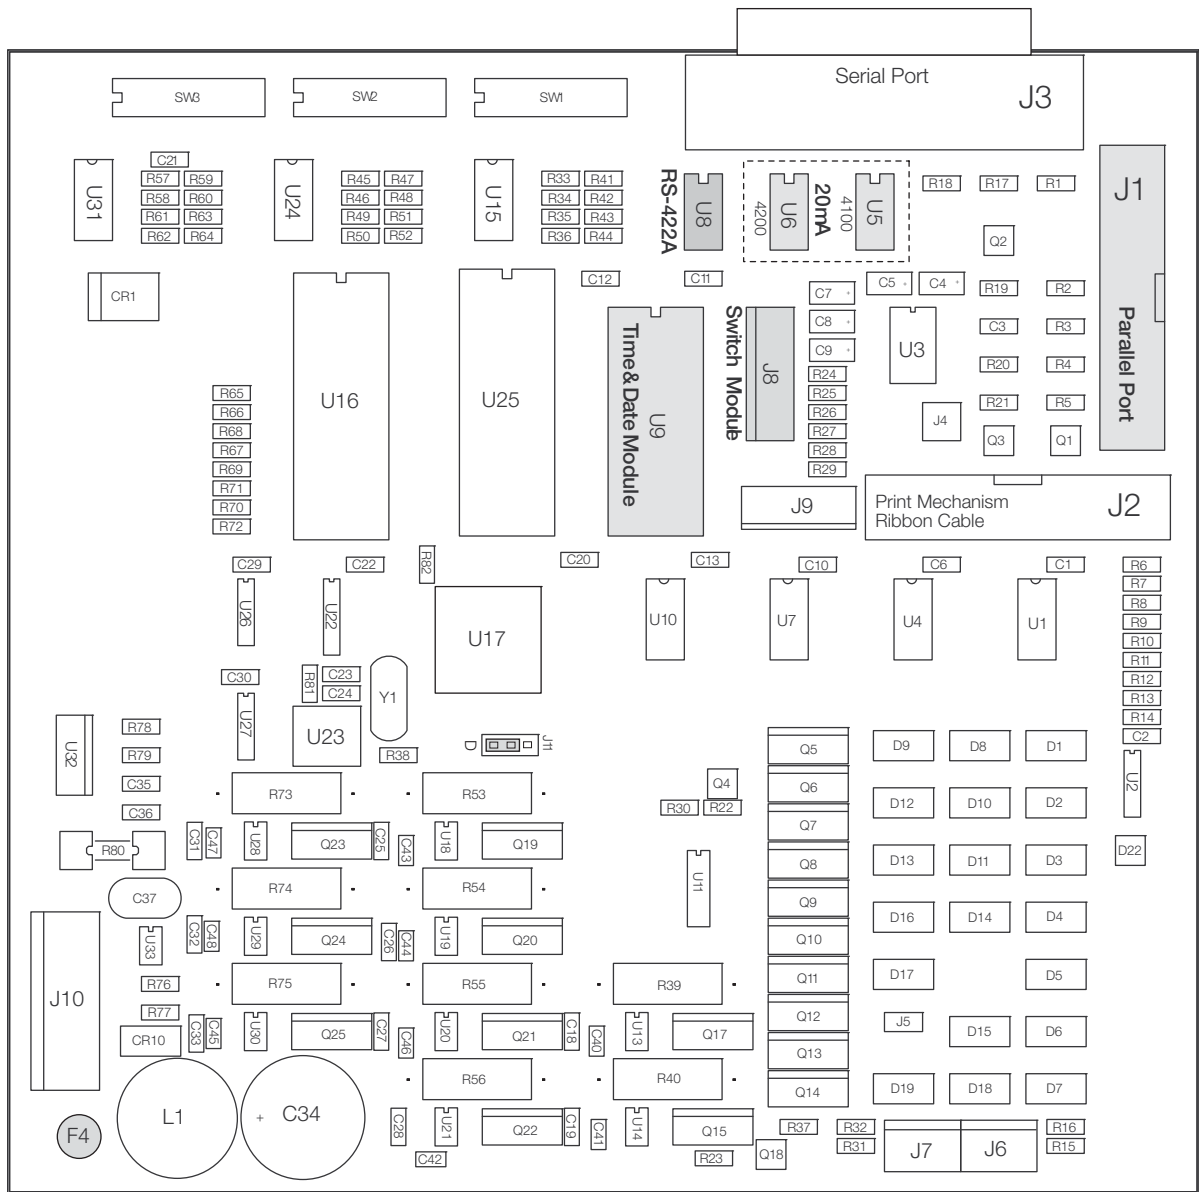 Serial Port
J3
SW3
SW2
SW1
C21
R57
R59
R58
R60
R61
R63
R62
R64
U31
U24
R45
R47
R46
R48
R49
R51
R50
R52
U15
R33
R41
R34
R42
R35
R43
R36
R44
RS-422A
U8
4200
U6
20mA
4100
U5
R18
R17
R1
J1
Parallel Port
Q2
CR1
C12
C11
C5
+
C4
+
C7
+
C8
+
C9
+
R19
R2
C3
R3
R20
R4
R21
R5
U3
J4
Q3
Q1
U16
U25
Time&Date Module
U9
Switch Module
J8
R24
R25
R26
R27
R28
R29
R65
R66
R68
R67
R69
R71
R70
R72
J9
Print Mechanism
Ribbon Cable
J2
C29
C22
R82
C20
C13
C10
C6
C1
R6
R7
R8
R9
R10
R11
R12
R13
R14
C2
U26
U22
U17
U10
U7
U4
U1
C30
R81
C23
C24
Y1
U27
U23
R38
D
J11
U32
R78
R79
C35
C36
U2
Q5
D9
D8
D1
Q4
Q6
R30
R22
D12
D10
D2
Q7
R73
R53
R80
C31
C47
U28
Q23
C25
C43
U18
Q19
Q8
D13
D11
D3
D22
C37
R74
R54
U11
Q9
D16
D14
D4
U33
C32
C48
U29
Q24
C26
C44
U19
Q20
Q10
J10
R76
R75
R55
R39
Q11
D17
D5
R77
CR10
C33
C45
U30
Q25
C27
C46
U20
Q21
C18
C40
U13
Q17
Q12
J5
D15
D6
Q13
R56
R40
Q14
D19
D18
D7
F4
L1
+
C34
C28
U21
Q22
C19
C41
U14
Q15
R37
R32
R31
J7
J6
R16
R15
C42
R23
Q18